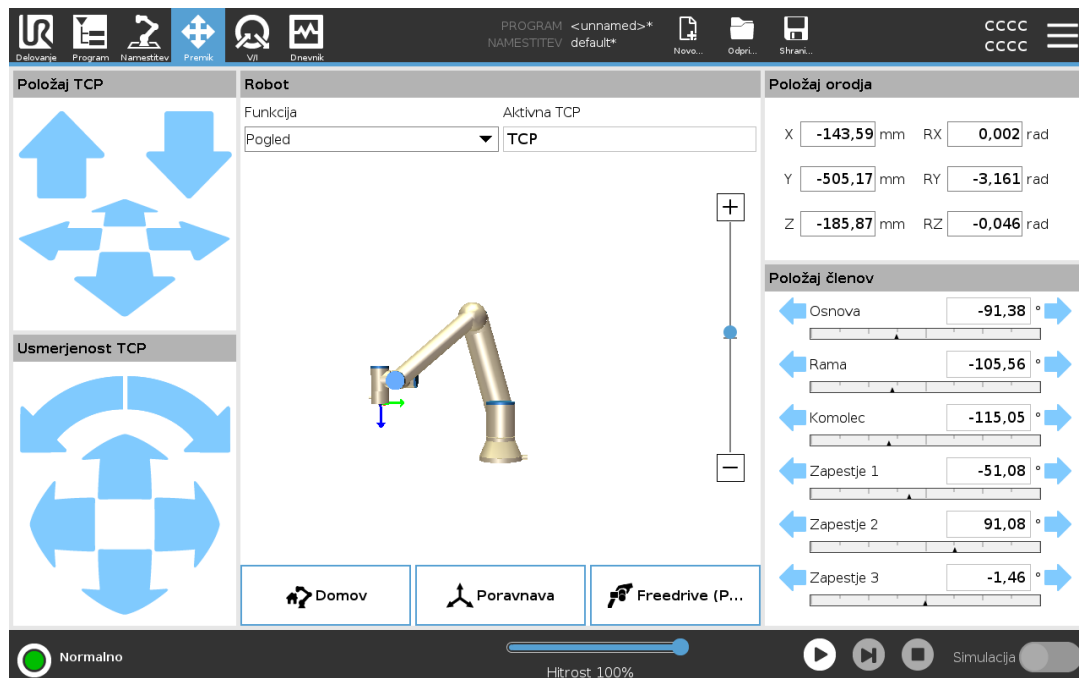 PROGRAM <unnamed>*
NAMESTITEV default*
CCCC
CCCC
Delovanje Program Namestitev Premik V/I Dnevnik Novo... Odpri... Shrani...
Položaj TCP
Robot
Položaj orodja
Funkcija Aktivna TCP
Pogled TCP
X -143,59 mm RX 0,002 rad
Y -505,17 mm RY -3,161 rad
Z -185,87 mm RZ -0,046 rad
Položaj členov
Osnova -91,38 °
Usmerjenost TCP
Rama -105,56 °
Komolec -115,05 °
Zapestje 1 -51,08 °
Zapestje 2 91,08 °
Zapestje 3 -1,46 °
Domov Poravnava Freedrive (P...
Normalno
Hitrost 100%
Simulacija